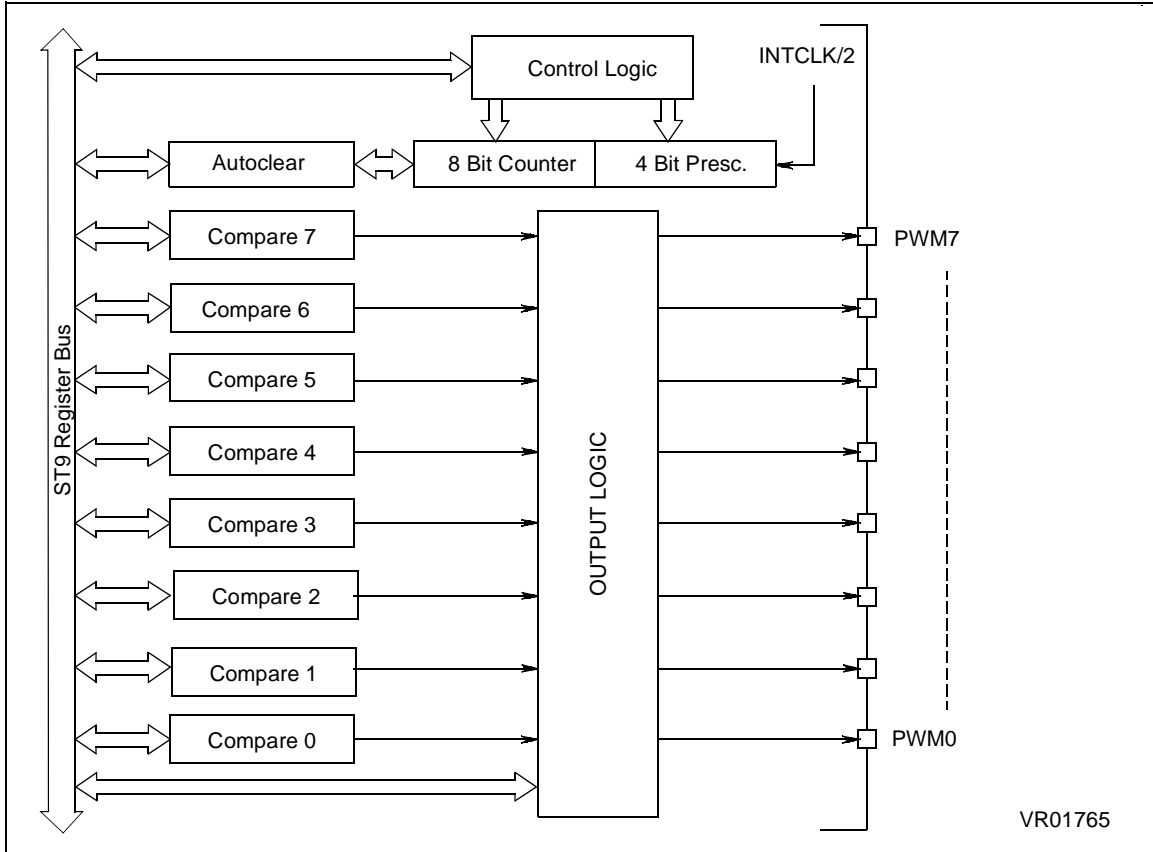 Control Logic
INTCLK/2
Autoclear
8 Bit Counter
4 Bit Presc.
Compare 7
PWM7
Compare 6
Compare 5
ST9 Register Bus
Compare 4
OUTPUT LOGIC
Compare 3
Compare 2
Compare 1
Compare 0
PWM0
VR01765